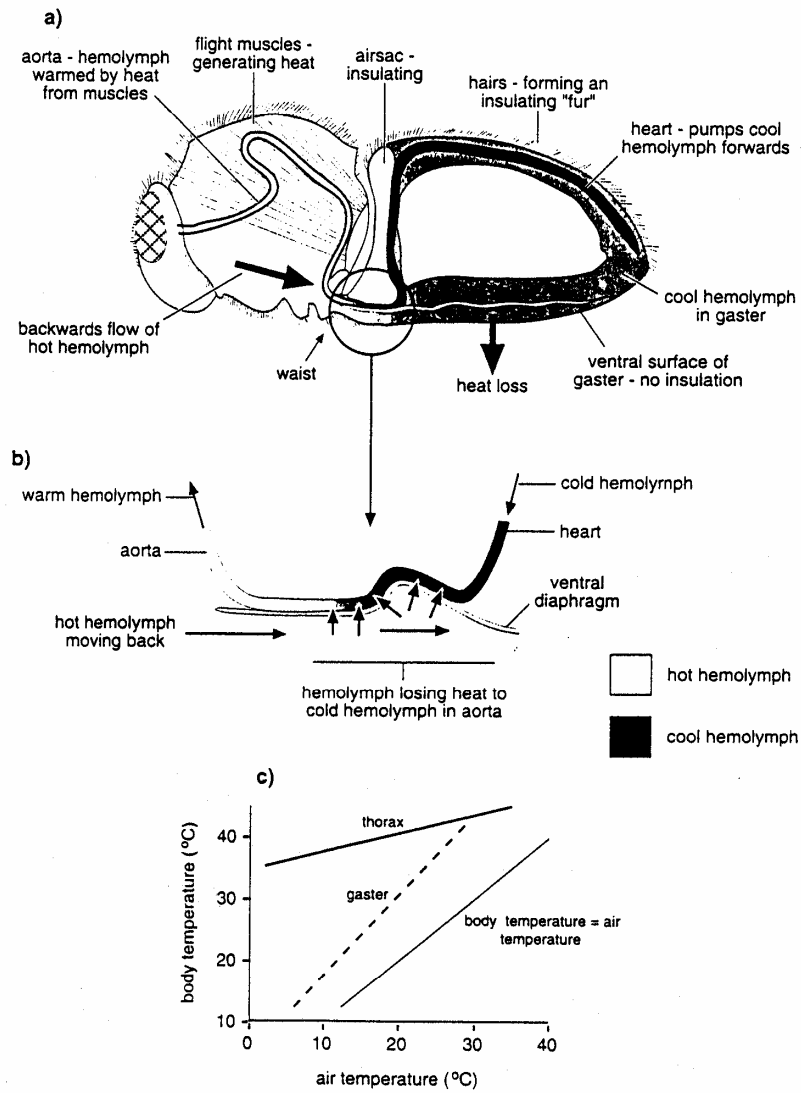 a)
aorta - hemolymph
warmed by heat
from muscles
flight muscles -
generating heat
airsac -
insulating
hairs - forming an
insulating "fur"
heart - pumps cool
hemolymph forwards
cool hemolymph
in gaster
backwards flow of
hot hemolymph
waist
heat loss
ventral surface of
gaster - no insulation
b)
warm hemolymph
cold hemolymph
aorta
heart
ventral
diaphragm
hot hemolymph
moving back
hemolymph losing heat to
cold hemolymph in aorta
hot hemolymph
cool hemolymph
c)
body temperature (°C)
40
30
20
10
thorax
gaster
body temperature = air
temperature
0
10
20
30
40
air temperature (°C)